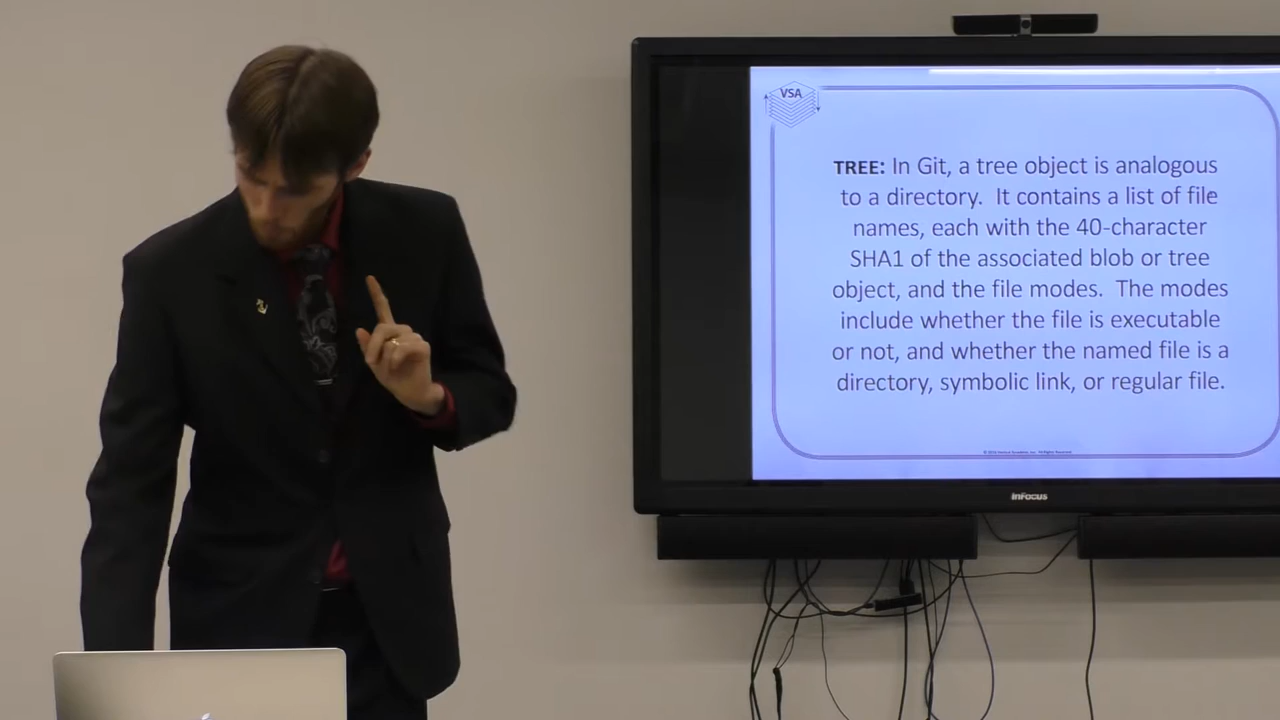 VSA
TREE: In Git, a tree object is analogous
to a directory. It contains a list of file
names, each with the 40-character
SHA1 of the associated blob or tree
object, and the file modes. The modes
include whether the file is executable
or not, and whether the named file is a
directory, symbolic link, or regular file.
InFocus